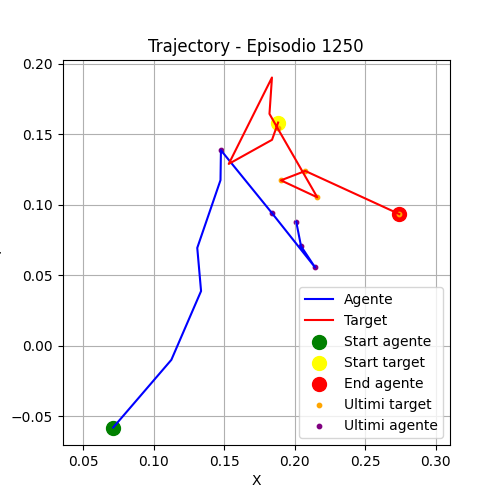 Trajectory - Episodio 1250
0.20
0.15
0.10
0.05
0.00
−0.05
0.05 0.10 0.15 0.20 0.25 0.30
X
Agente
Target
Start agente
Start target
End agente
Ultimi target
Ultimi agente